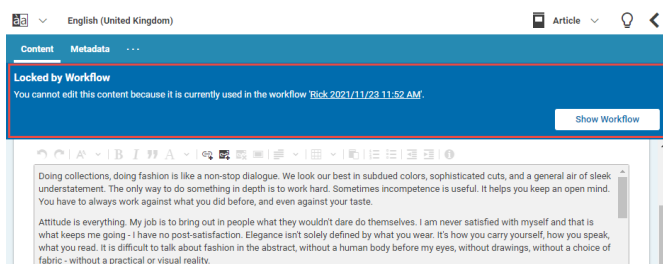 English (United Kingdom)
Article
Content Metadata ...
Locked by Workflow
You cannot edit this content because it is currently used in the workflow 'Rick 2021/11/23 11:52 AM'.
Show Workflow
Doing collections, doing fashion is like a non-stop dialogue. We look our best in subdued colors, sophisticated cuts, and a general air of sleek
understatement. The only way to do something in depth is to work hard. Sometimes incompetence is useful. It helps you keep an open mind.
You have to always work against what you did before, and even against your taste.
Attitude is everything. My job is to bring out in people what they wouldn't dare do themselves. I am never satisfied with myself and that is
what keeps me going - I have no post-satisfaction. Elegance isn't solely defined by what you wear. It's how you carry yourself, how you speak,
what you read. It is difficult to talk about fashion in the abstract, without a human body before my eyes, without drawings, without a choice of
fabric - without a practical or visual reality.